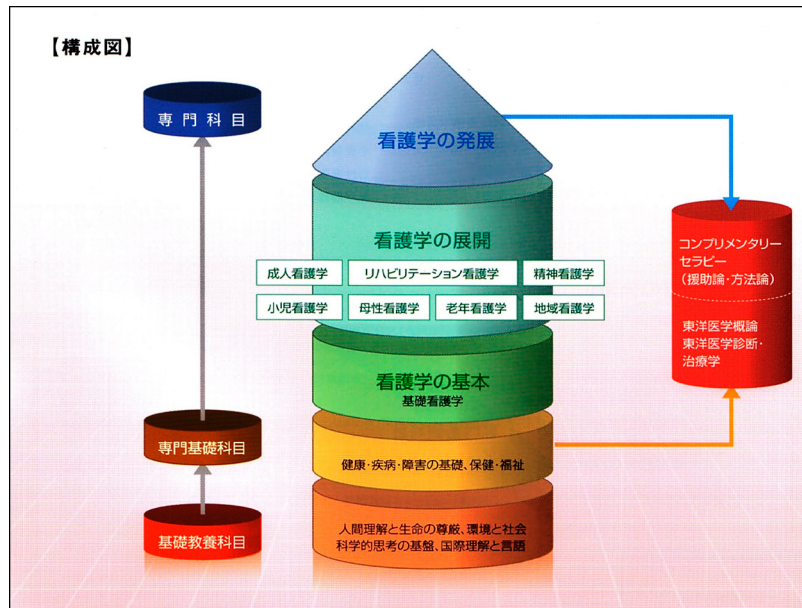 【構成図】
専門科目
専門基礎科目
基礎教養科目
看護学の発展
看護学の展開
成人看護学
リハビリテーション看護学
精神看護学
小児看護学
母性看護学
老年看護学
地域看護学
看護学の基本
基礎看護学
健康・疾病・障害の基礎、保健・福祉
人間理解と生命の尊厳、環境と社会
科学的思考の基盤、国際理解と言語
コンプリメンタリー
セラピー
（援助論・方法論）
東洋医学概論
東洋医学診断・
治療学